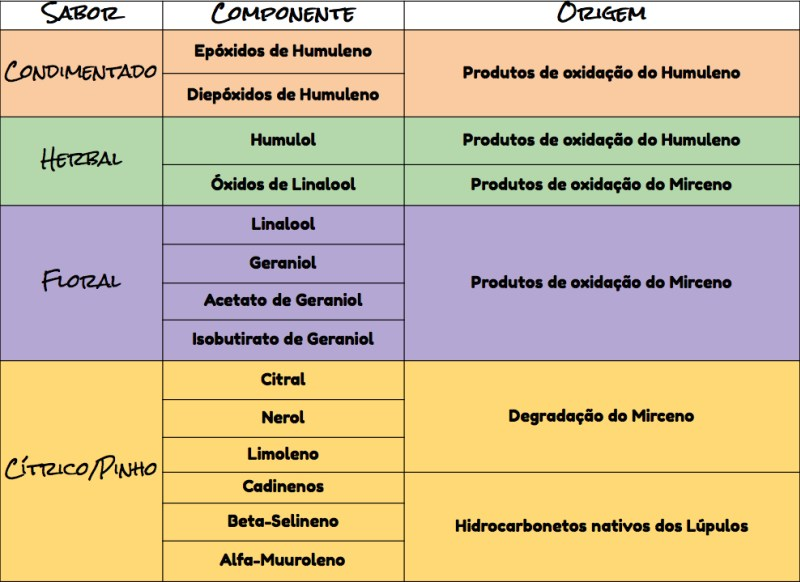 Sabor Componente Origem
Condimentado
Epóxidos de Humuleno
Diepóxidos de Humuleno
Produtos de oxidação do Humuleno
Herbal
Humulol
Produtos de oxidação do Humuleno
Óxidos de Linalool
Produtos de oxidação do Mirceno
Floral
Linalool
Geraniol
Acetato de Geraniol
Isobutirato de Geraniol
Produtos de oxidação do Mirceno
Cítrico/Pinho
Citral
Nerol
Limoleno
Degradação do Mirceno
Cadinenos
Beta-Selineno
Alfa-Muuroleno
Hidrocarbonetos nativos dos Lúpulos